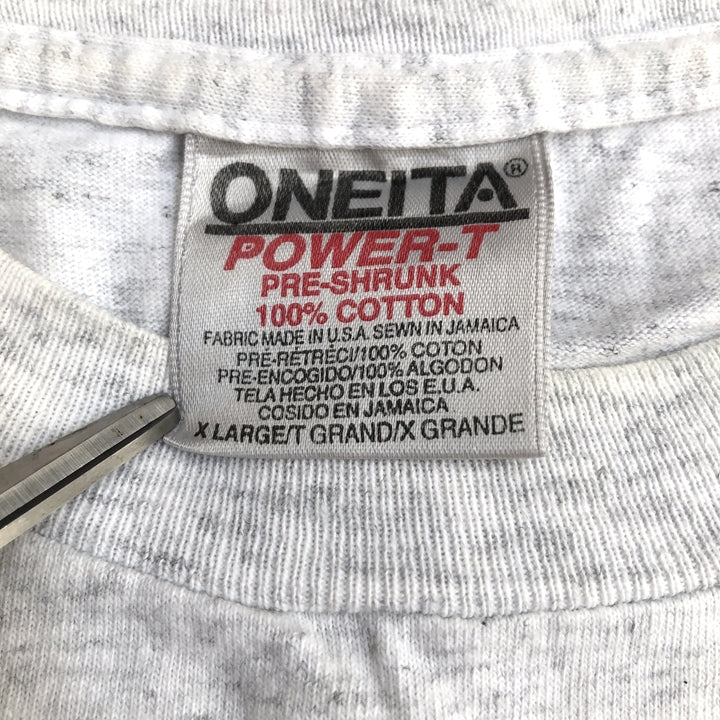 ONEITA®
POWER-T
PRE-SHRUNK
100% COTTON
FABRIC MADE IN U.S.A. SEWN IN JAMAICA
PRE-RÉTRÉCI/100% COTON
PRE-ENCOGIDO/100% ALGODON
TELA HECHO EN LOS E.U.A.
COSIDO EN JAMAICA
X LARGE/T GRAND/X GRANDE